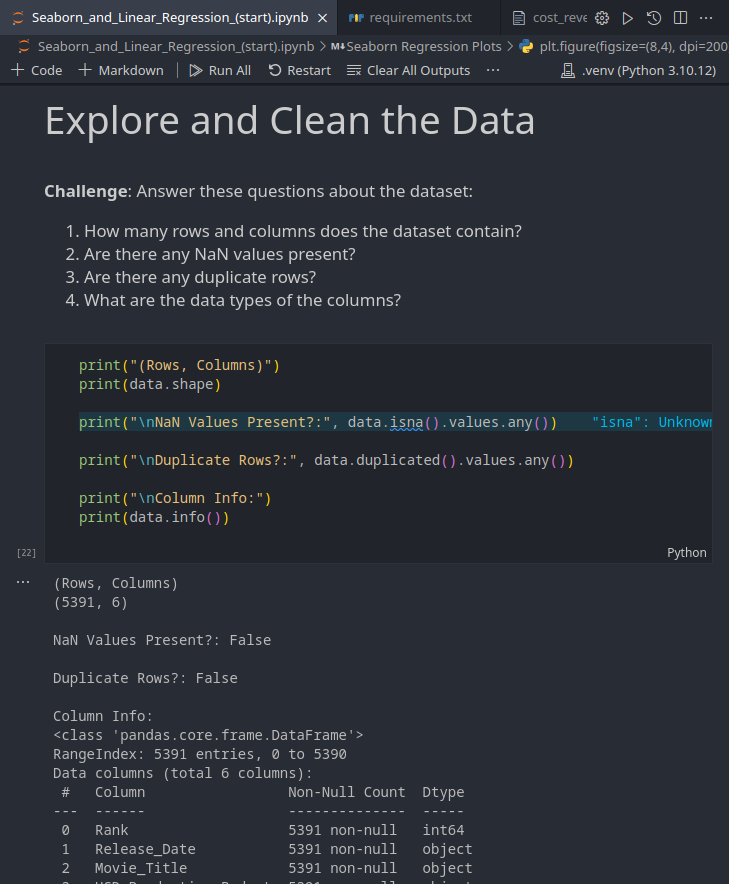 Seaborn_and_Linear_Regression_(start).ipynb requirements.txt cost_reve
Seaborn_and_Linear_Regression_(start).ipynb > M↓Seaborn Regression Plots > plt.figure(figsize=(8,4), dpi=200
+ Code + Markdown | Run All Restart Clear All Outputs ··· .venv (Python 3.10.12)
Explore and Clean the Data
Challenge: Answer these questions about the dataset:
1. How many rows and columns does the dataset contain?
2. Are there any NaN values present?
3. Are there any duplicate rows?
4. What are the data types of the columns?
print("(Rows, Columns)")
print(data.shape)
print("\nNaN Values Present?:", data.isna().values.any()) "isna": Unknown
print("\nDuplicate Rows?:", data.duplicated().values.any())
print("\nColumn Info:")
print(data.info())
[22] Python
(Rows, Columns)
(5391, 6)
NaN Values Present?: False
Duplicate Rows?: False
Column Info:
<class 'pandas.core.frame.DataFrame'>
RangeIndex: 5391 entries, 0 to 5390
Data columns (total 6 columns):
# Column Non-Null Count Dtype
--- ------ -------------- -----
0 Rank 5391 non-null int64
1 Release_Date 5391 non-null object
2 Movie_Title 5391 non-null object